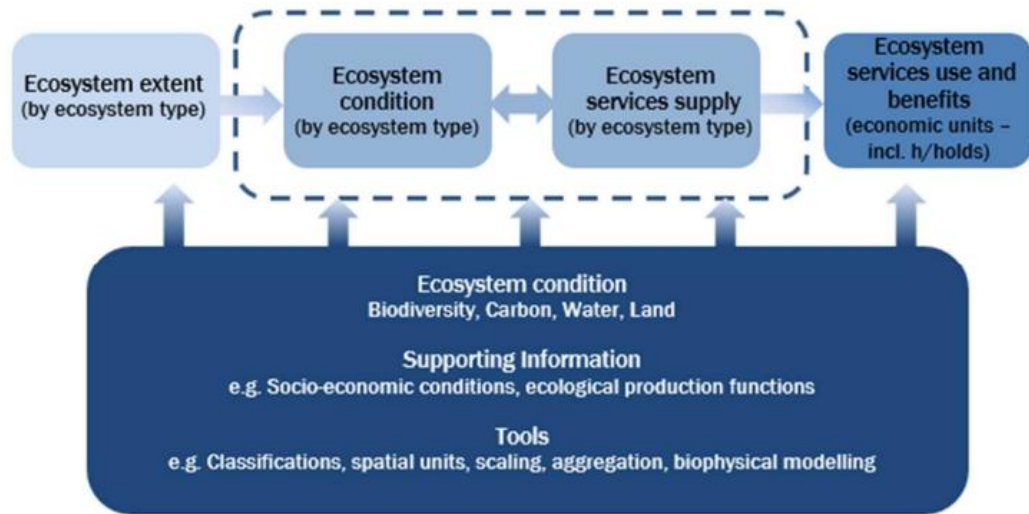 Ecosystem extent
(by ecosystem type)
Ecosystem
condition
(by ecosystem type)
Ecosystem
services supply
(by ecosystem type)
Ecosystem
services use and
benefits
(economic units –
incl. h/holds)
Ecosystem condition
Biodiversity, Carbon, Water, Land
Supporting Information
e.g. Socio-economic conditions, ecological production functions
Tools
e.g. Classifications, spatial units, scaling, aggregation, biophysical modelling